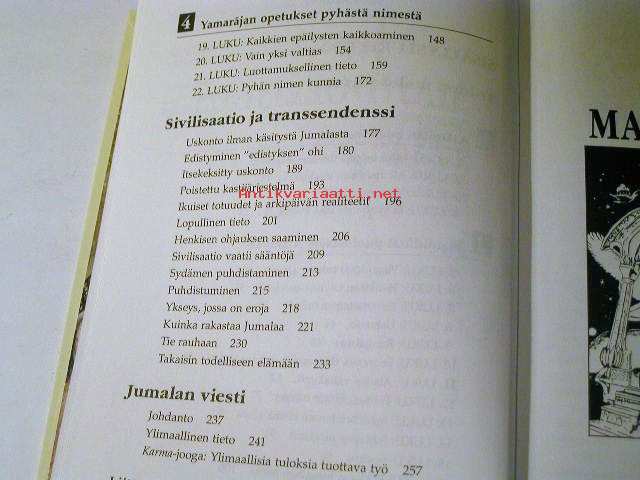 4 Yamarājan opetukset pyhästä nimestä
19. LUKU: Kaikkien epäilysten kaikkoaminen 148
20. LUKU: Vain yksi valtias 154
21. LUKU: Luottamuksellinen tieto 159
22. LUKU: Pyhän nimen kunnia 172
Sivilisaatio ja transsendenssi
Uskonto ilman käsitystä Jumalasta 177
Edistyminen "edistyksen" ohi 180
Itsekeksitty uskonto 189
Poistettu kastijärjestelmä 193
Antikvariaatti.net
Ikuiset totuudet ja arkipäivän realiteetit 196
Lopullinen tieto 201
Henkisen ohjauksen saaminen 206
Sivilisaatio vaatii sääntöjä 209
Sydämen puhdistaminen 213
Puhdistuminen 215
Ykseys, jossa on eroja 218
Kuinka rakastaa Jumalaa 221
Tie rauhaan 230
Takaisin todelliseen elämään 233
Jumalan viesti
Johdanto 237
Ylimaallinen tieto 241
Karma-jooga: Ylimaallisia tuloksia tuottava työ 257
MA